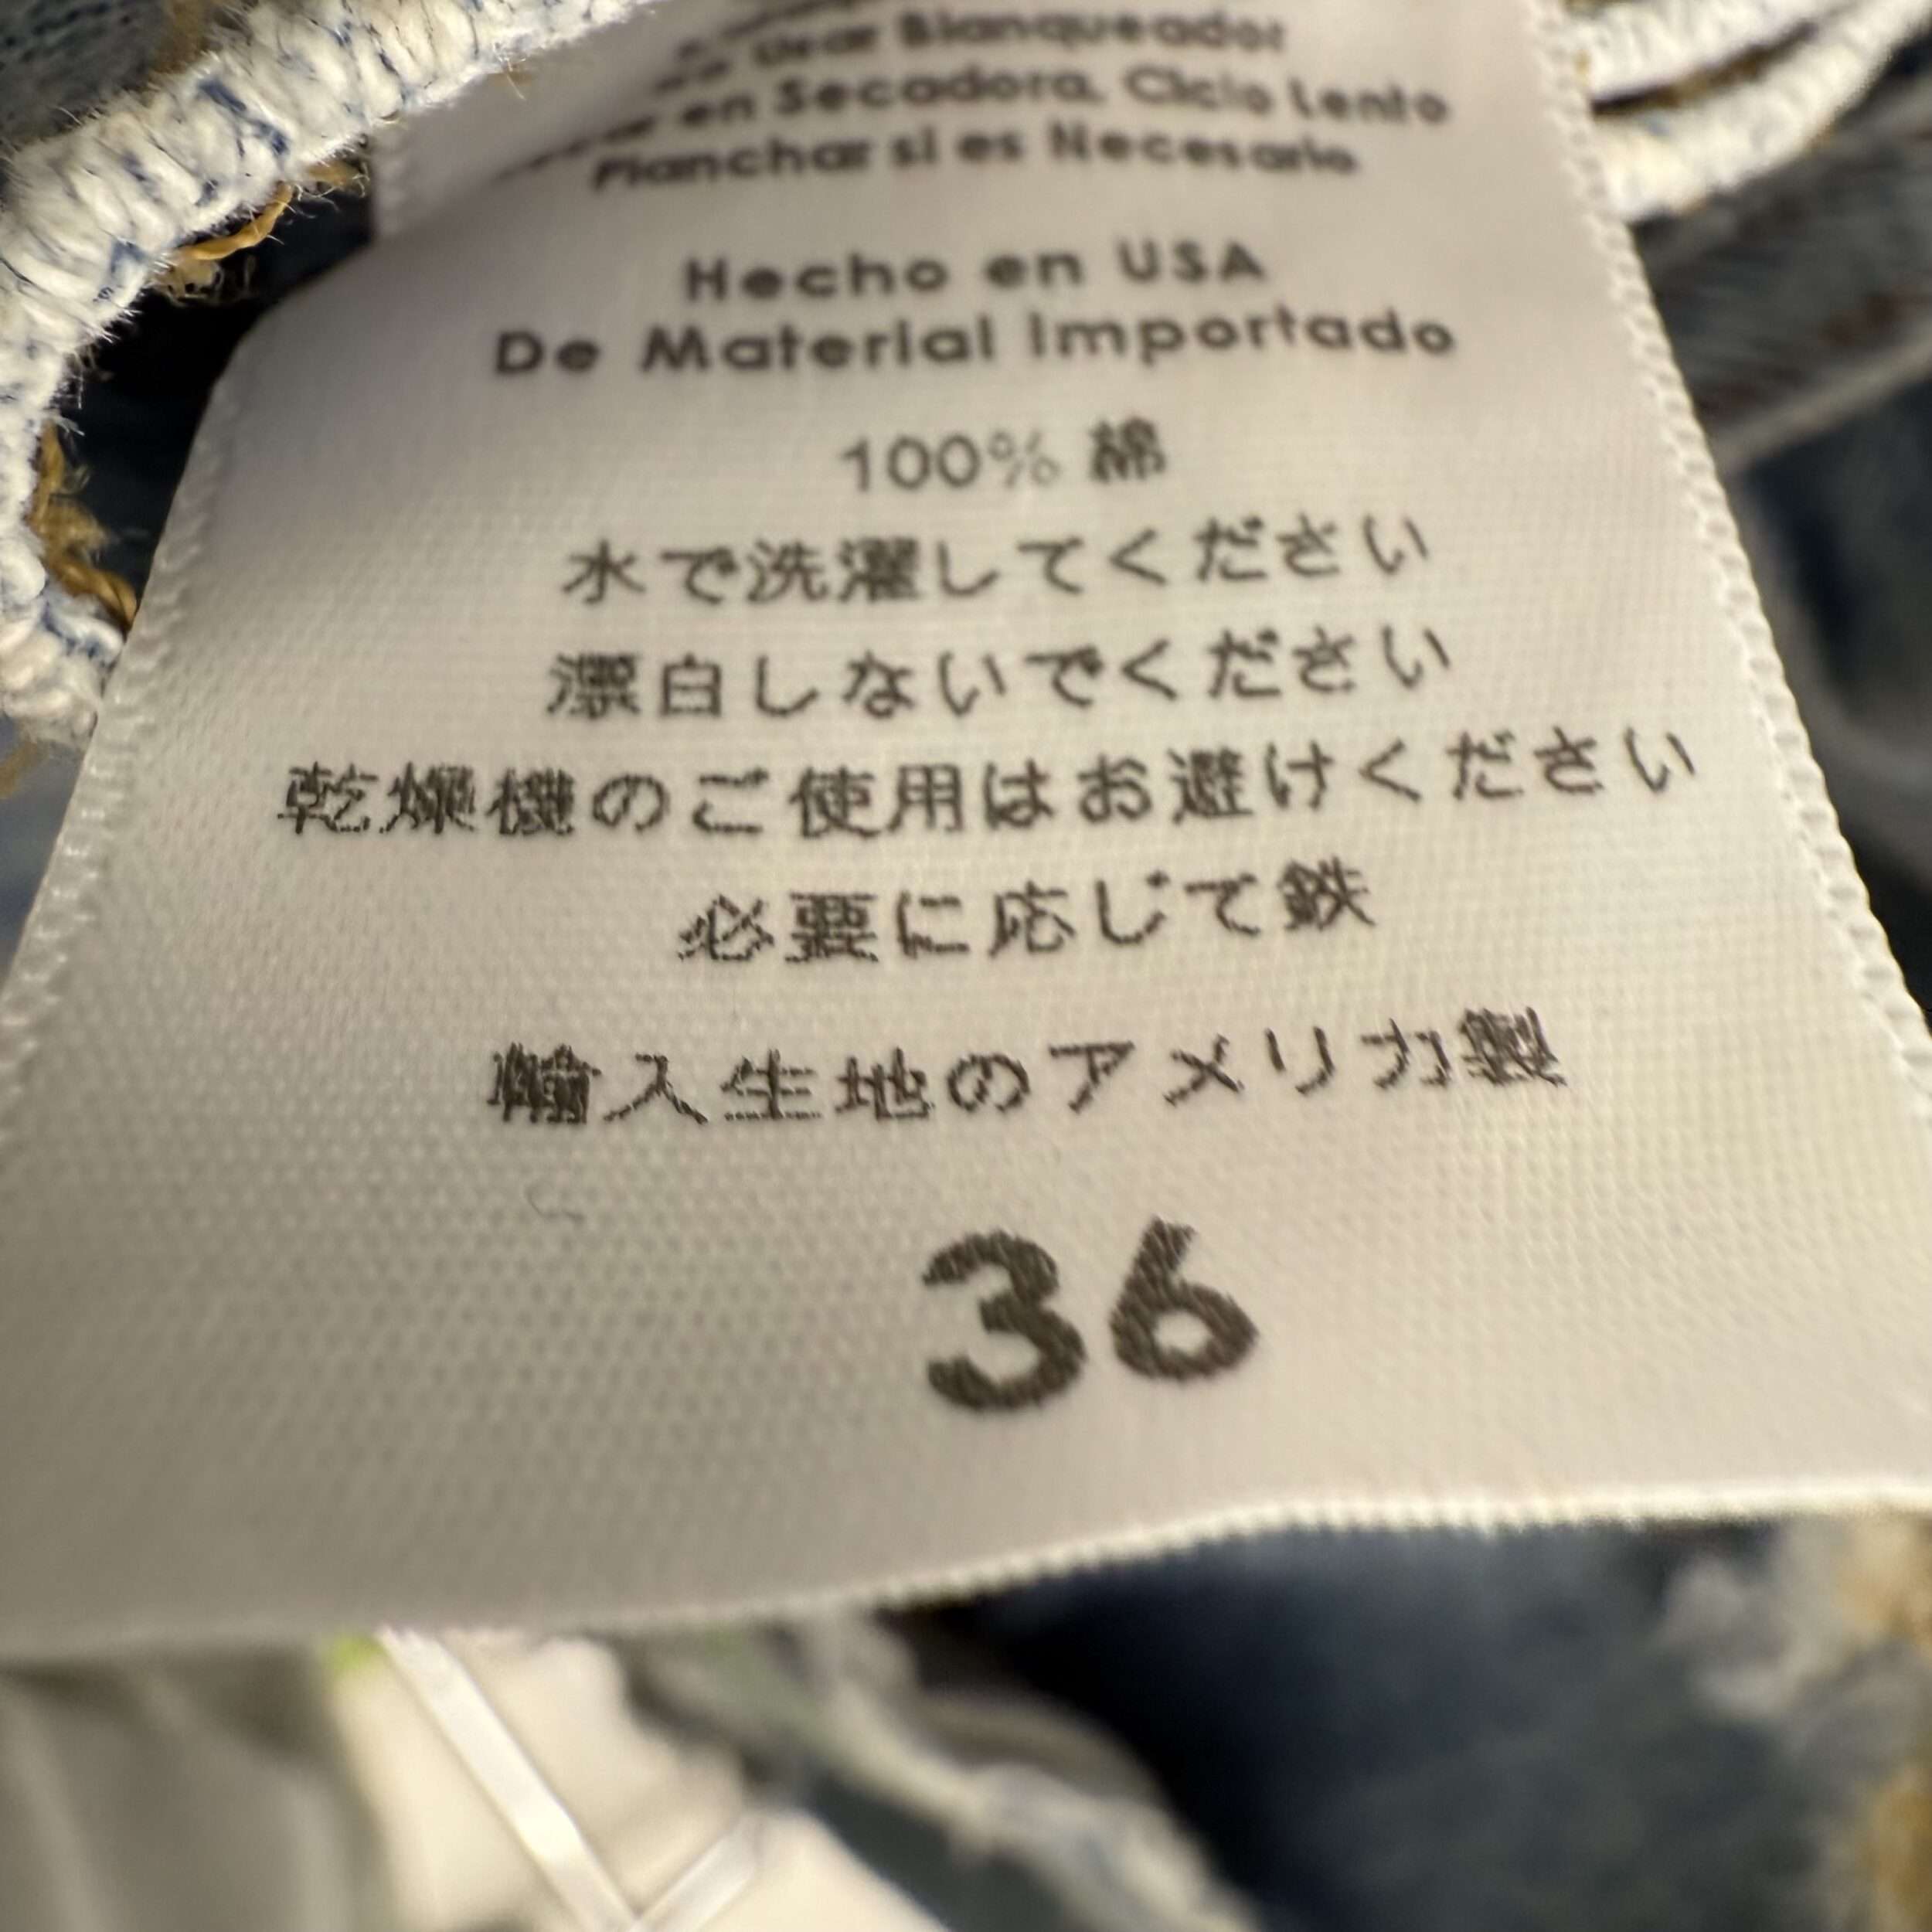 Usar Blanqueador
en Secadora, Ciclo Lento
Planchar si es Necesario
Hecho en USA
De Material Importado
100% 綿
水で洗濯してください
漂白しないでください
乾燥機のご使用はお避けください
必要に応じて鉄
輸入生地のアメリカ製
36